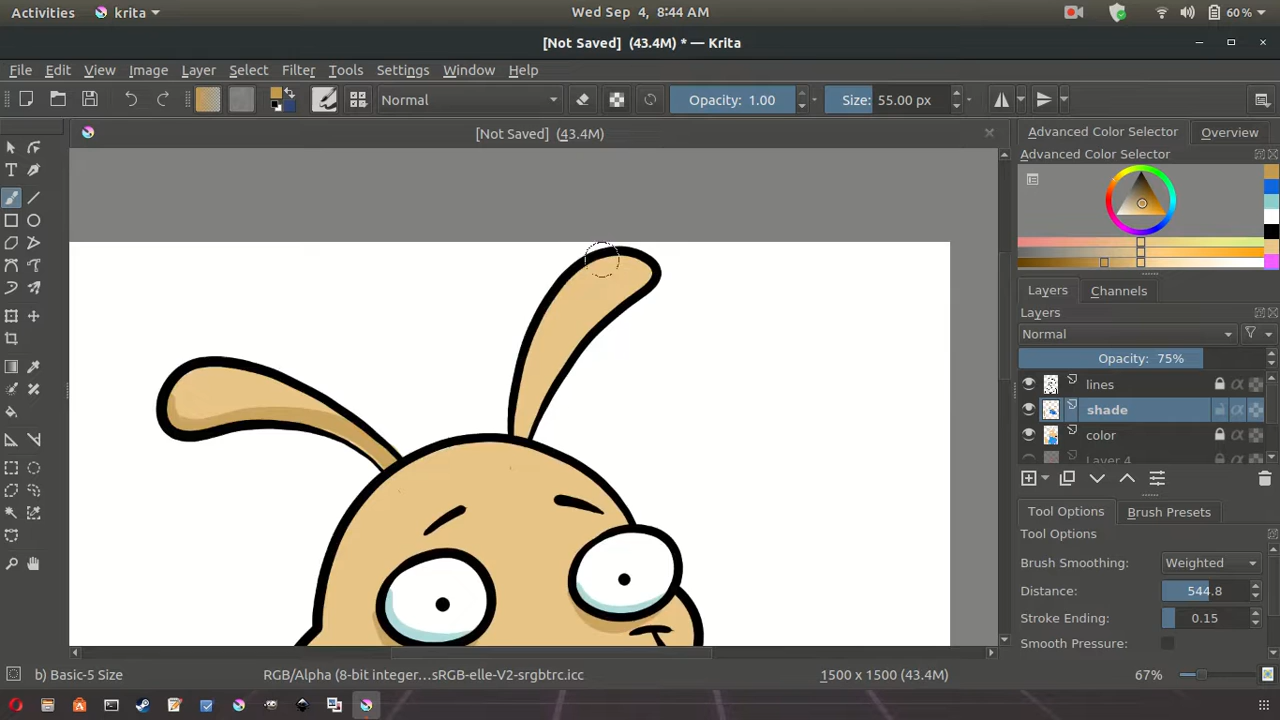 Activities krita Wed Sep 4, 8:44 AM 60%
[Not Saved] (43.4M) * — Krita
File Edit View Image Layer Select Filter Tools Settings Window Help
Normal Opacity: 1.00 Size: 55.00 px
[Not Saved] (43.4M)
Advanced Color Selector Overview
Advanced Color Selector
Layers Channels
Layers
Normal
Opacity: 75%
lines
shade
color
Layer 4
Tool Options Brush Presets
Tool Options
Brush Smoothing: Weighted
Distance: 544.8
Stroke Ending: 0.15
Smooth Pressure:
b) Basic-5 Size RGB/Alpha (8-bit integer...sRGB-elle-V2-srgbtrc.icc 1500 x 1500 (43.4M) 67%